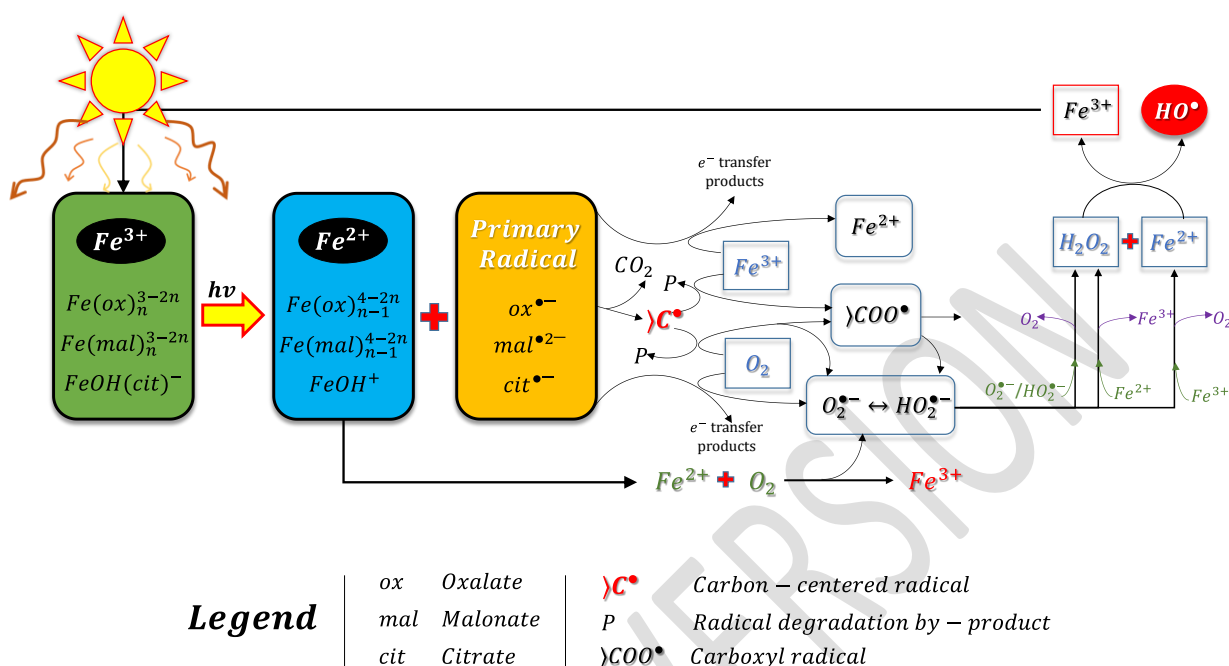 Fe³⁺
HO•
e⁻ transfer
products
Fe³⁺
Fe(ox)ₙ³⁻²ⁿ
Fe(mal)ₙ³⁻²ⁿ
FeOH(cit)⁻
hν
Fe²⁺
Fe(ox)ₙ₋₁⁴⁻²ⁿ
Fe(mal)ₙ₋₁⁴⁻²ⁿ
FeOH⁺
Primary
Radical
ox•⁻
mal•²⁻
cit•⁻
CO₂
P
⟩C•
P
Fe³⁺
O₂
Fe²⁺
⟩COO•
O₂•⁻ ↔ HO₂•⁻
e⁻ transfer
products
H₂O₂ + Fe²⁺
O₂
Fe³⁺
O₂
O₂•⁻/HO₂•⁻
Fe²⁺
Fe³⁺
Fe²⁺ + O₂
Fe³⁺
Legend
ox Oxalate
mal Malonate
cit Citrate
⟩C• Carbon − centered radical
P Radical degradation by − product
⟩COO• Carboxyl radical